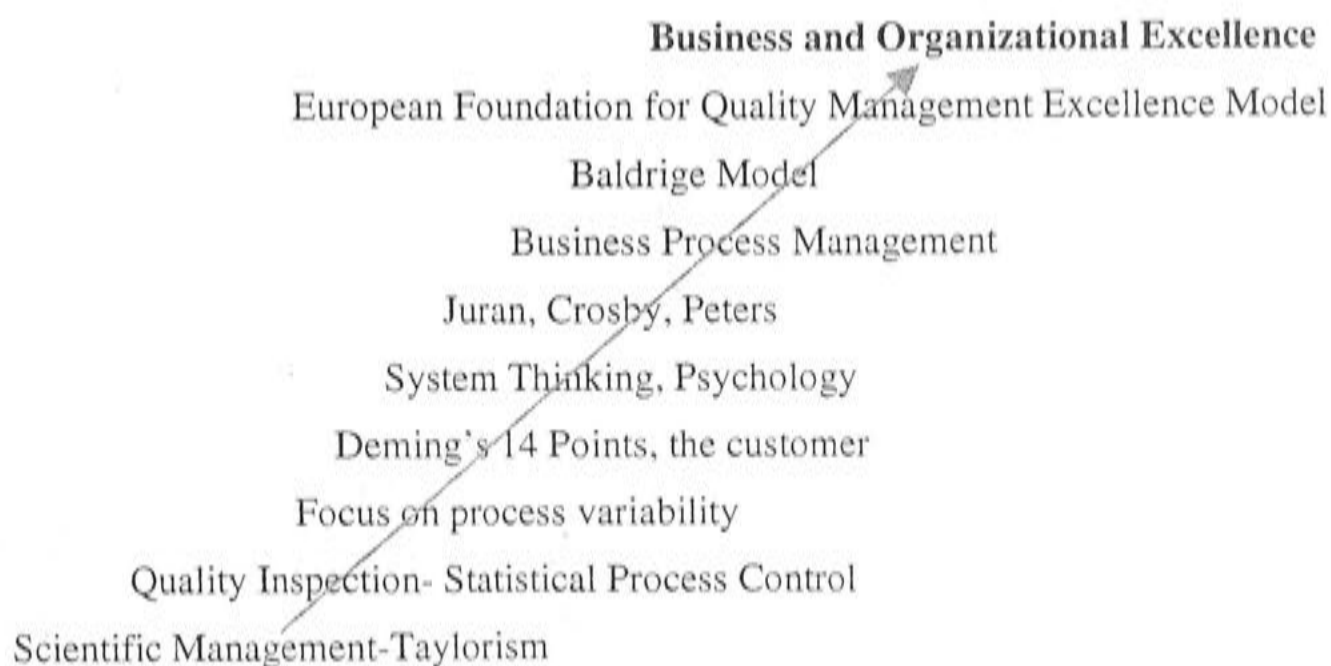 Business and Organizational Excellence
European Foundation for Quality Management Excellence Model
Baldrige Model
Business Process Management
Juran, Crosby, Peters
System Thinking, Psychology
Deming`s 14 Points, the customer
Focus on process variability
Quality Inspection- Statistical Process Control
Scientific Management-Taylorism